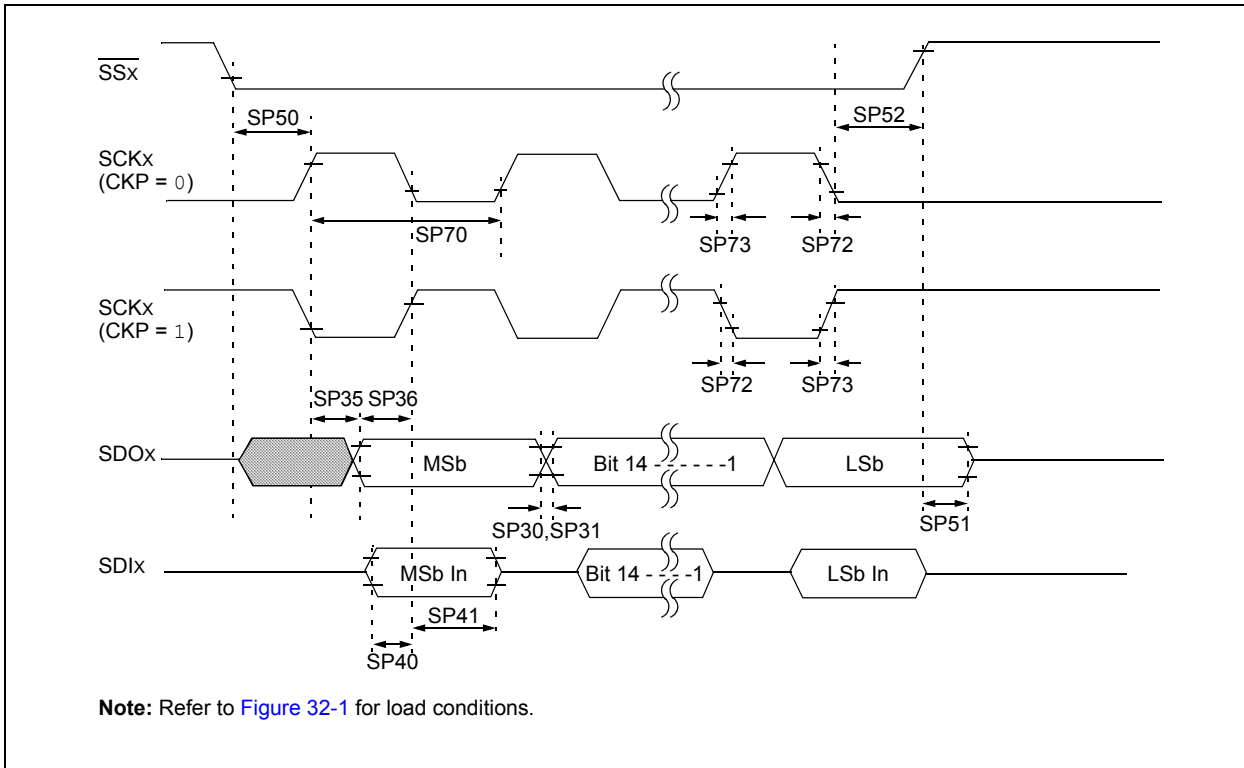 SSx
SP50
SP52
SCKx
(CKP = 0)
SP70
SP73
SP72
SCKx
(CKP = 1)
SP72
SP73
SP35
SP36
SDOx
MSb
Bit 14 - - - - - -1
LSb
SP30,SP31
SP51
SDIx
MSb In
Bit 14 - - - - -1
LSb In
SP41
SP40
Note: Refer to Figure 32-1 for load conditions.